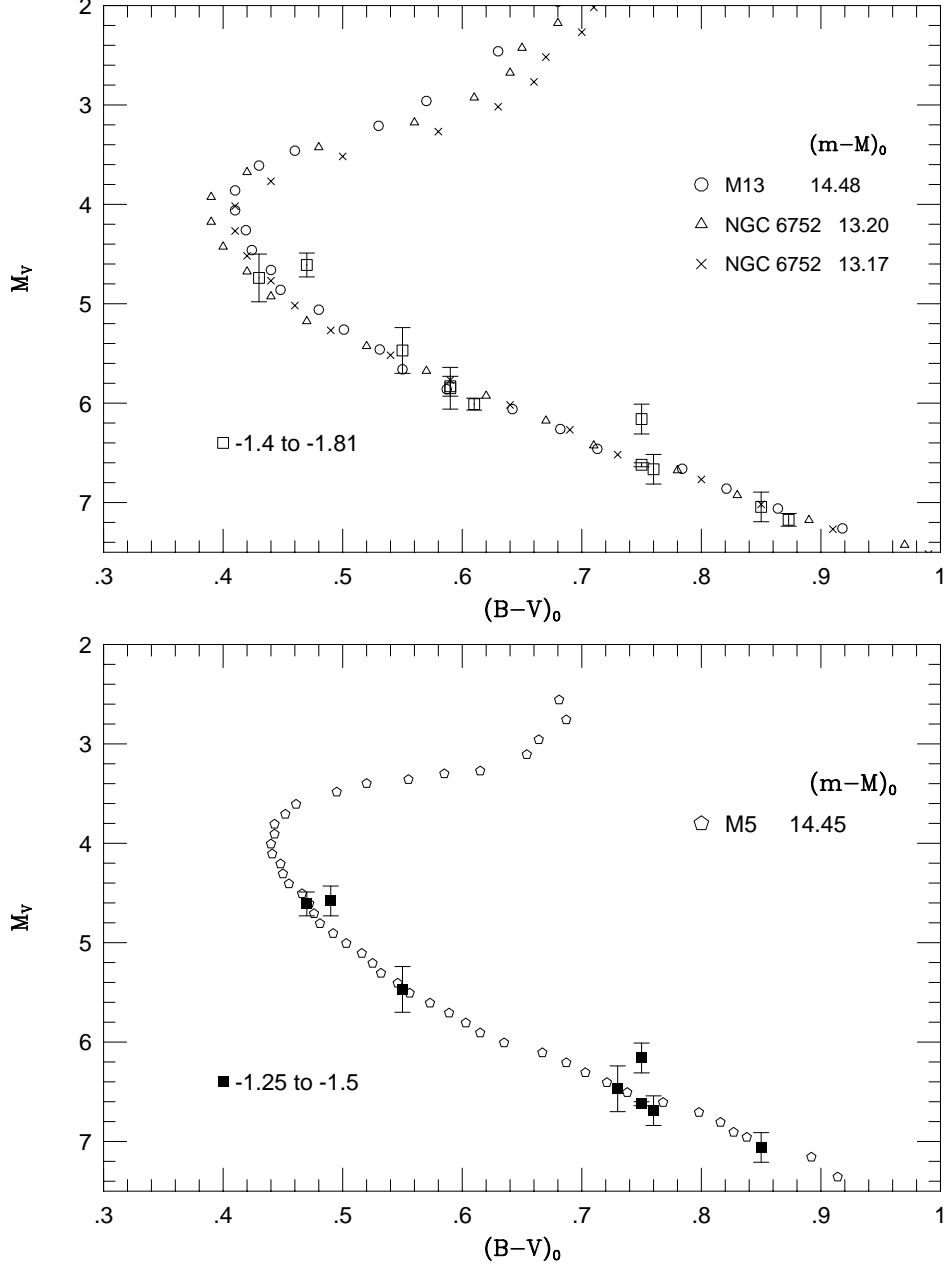 2
3
4
5
6
7
M_V
(m−M)₀
M13 14.48
NGC 6752 13.20
NGC 6752 13.17
-1.4 to -1.81
.3 .4 .5 .6 .7 .8 .9 1
(B−V)₀
2
3
4
5
6
7
M_V
(m−M)₀
M5 14.45
-1.25 to -1.5
.3 .4 .5 .6 .7 .8 .9 1
(B−V)₀